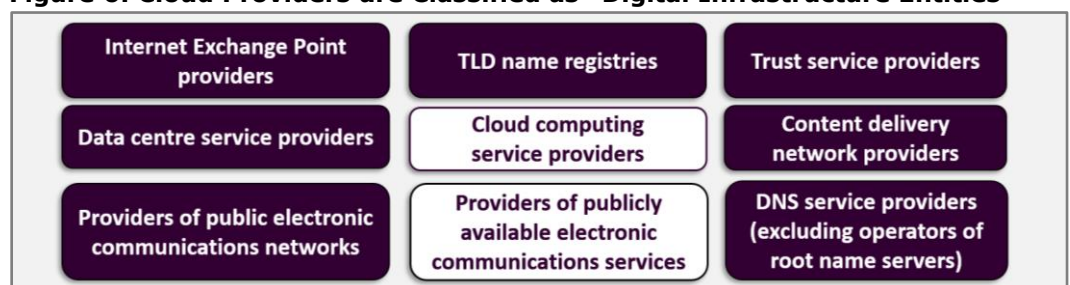 Figure 6: Cloud Providers are Classified as "Digital Infrastructure Entities"
Internet Exchange Point
providers
TLD name registries
Trust service providers
Data centre service providers
Cloud computing
service providers
Content delivery
network providers
Providers of public electronic
communications networks
Providers of publicly
available electronic
communications services
DNS service providers
(excluding operators of
root name servers)